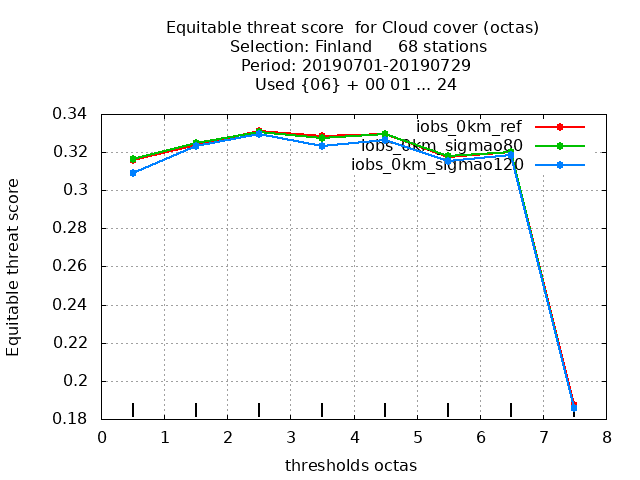 Equitable threat score  for Cloud cover (octas)
Selection: Finland     68 stations
Period: 20190701-20190729
Used {06} + 00 01 ... 24
iobs_0km_ref
iobs_0km_sigmao80
iobs_0km_sigmao120
Equitable threat score
0.34
0.32
0.3
0.28
0.26
0.24
0.22
0.2
0.18
0 1 2 3 4 5 6 7 8
thresholds octas